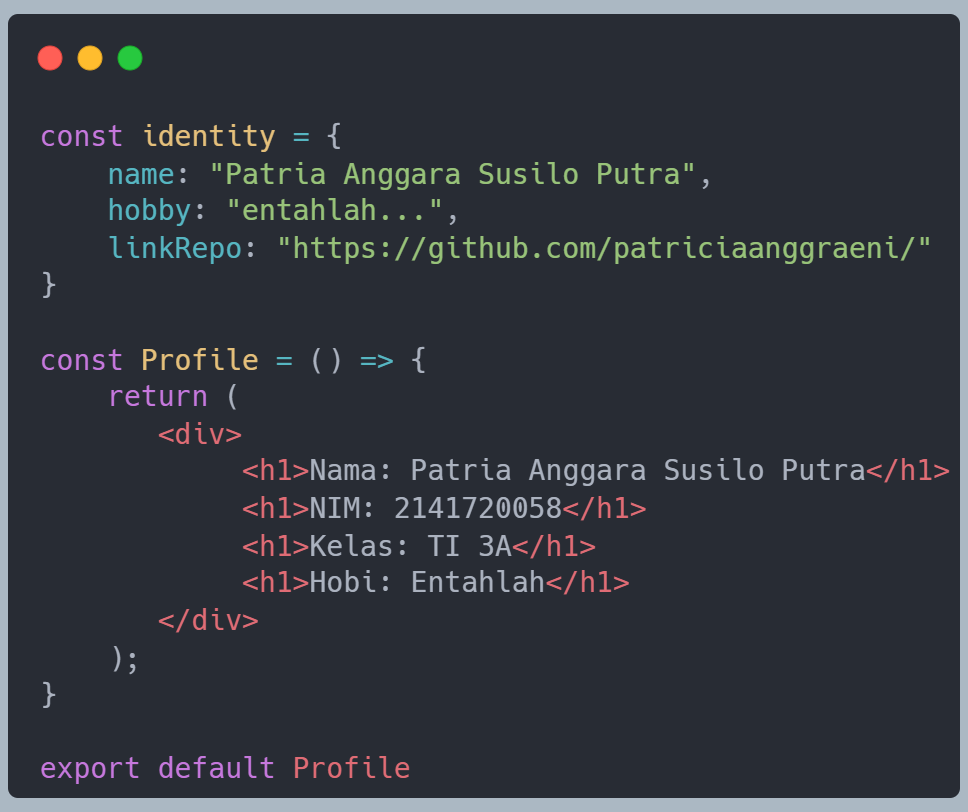 const identity = {
    name: "Patria Anggara Susilo Putra",
    hobby: "entahlah...",
    linkRepo: "https://github.com/patriciaanggraeni/"
}

const Profile = () => {
    return (
       <div>
            <h1>Nama: Patria Anggara Susilo Putra</h1>
            <h1>NIM: 2141720058</h1>
            <h1>Kelas: TI 3A</h1>
            <h1>Hobi: Entahlah</h1>
       </div>
    );
}

export default Profile